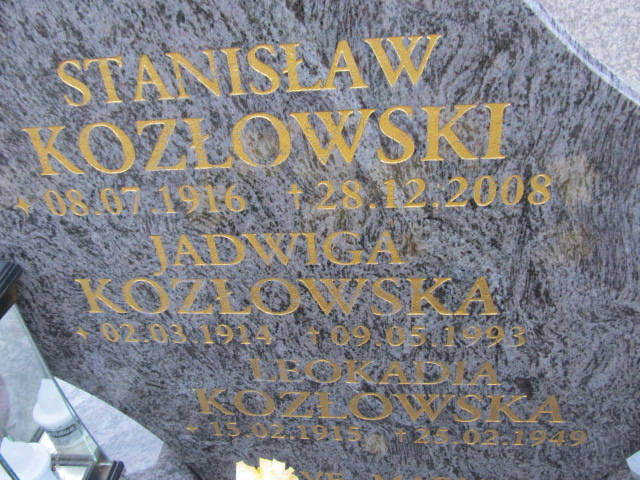 STANISŁAW
KOZŁOWSKI
08.07.1916 † 28.12.2008
JADWIGA
KOZŁOWSKA
02.03.1914 † 09.05.1993
LEOKADIA
KOZŁOWSKA
15.02.1915 † 25.02.1949